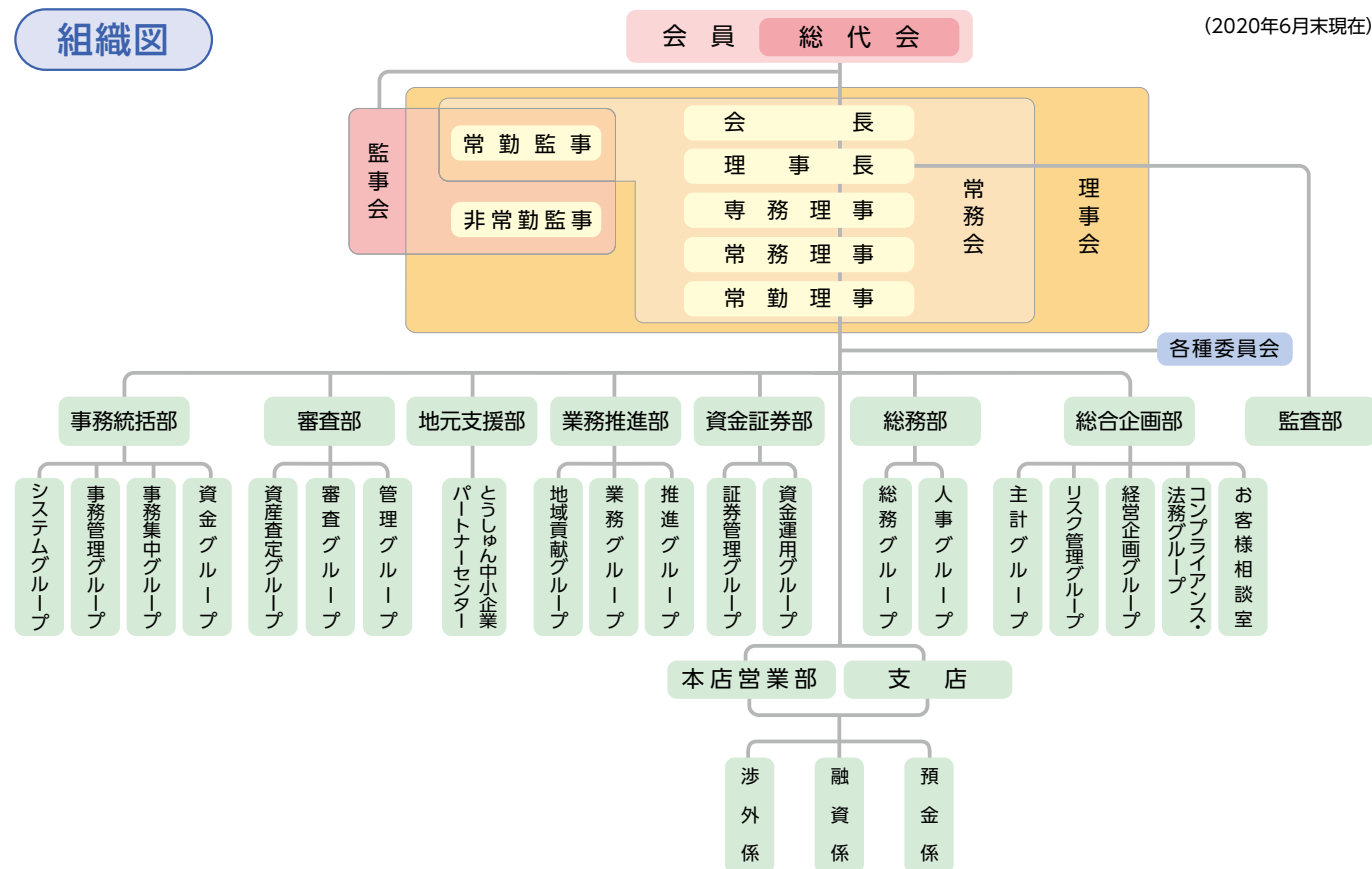 組織図
会員 総代会
(2020年6月末現在)
監事会
常勤監事
非常勤監事
会長
理事長
専務理事
常務理事
常勤理事
常務会
理事会
各種委員会
事務統括部
審査部
地元支援部
業務推進部
資金証券部
総務部
総合企画部
監査部
システムグループ
事務管理グループ
事務集中グループ
資金グループ
資産査定グループ
審査グループ
管理グループ
とうしゅん中小企業
パートナーセンター
地域貢献グループ
業務グループ
推進グループ
証券管理グループ
資金運用グループ
総務グループ
人事グループ
主計グループ
リスク管理グループ
経営企画グループ
コンプライアンス・
法務グループ
お客様相談室
本店営業部
支店
渉外係
融資係
預金係